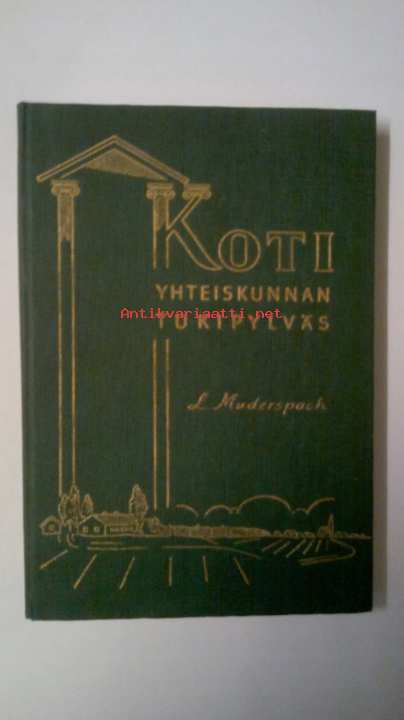 KOTI
YHTEISKUNNAN
Antikvariaatti.net
TUKIPYLVÄS
L. Muderspach